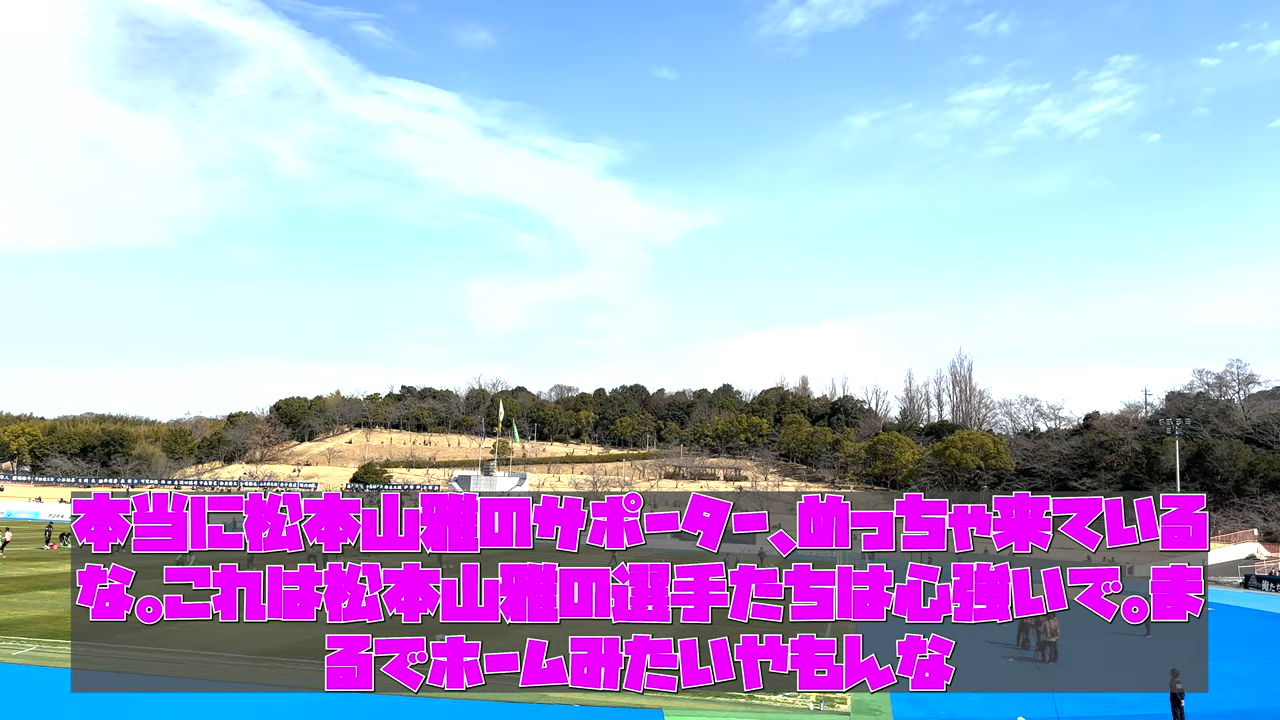 本当に松本山雅のサポーター、めっちゃ来ている
な。これは松本山雅の選手たちは心強いで。ま
るでホームみたいやもんな